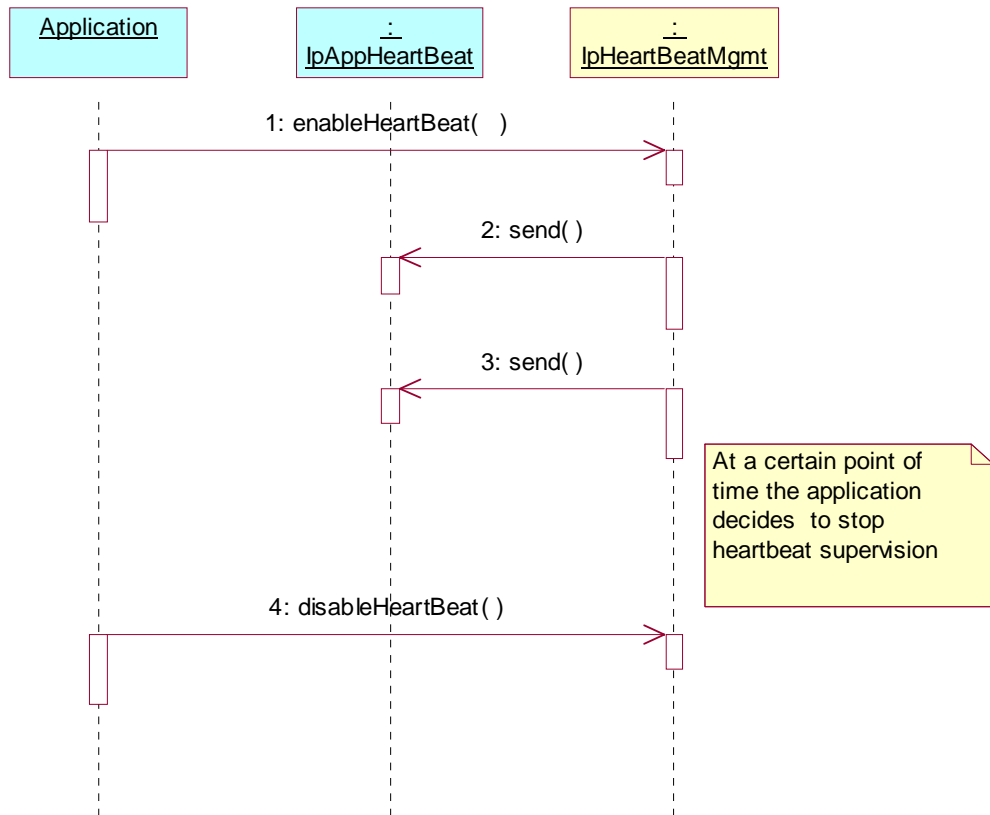 Application
:
IpAppHeartBeat
:
IpHeartBeatMgmt
1: enableHeartBeat( )
2: send( )
3: send( )
At a certain point of
time the application
decides to stop
heartbeat supervision
4: disableHeartBeat( )